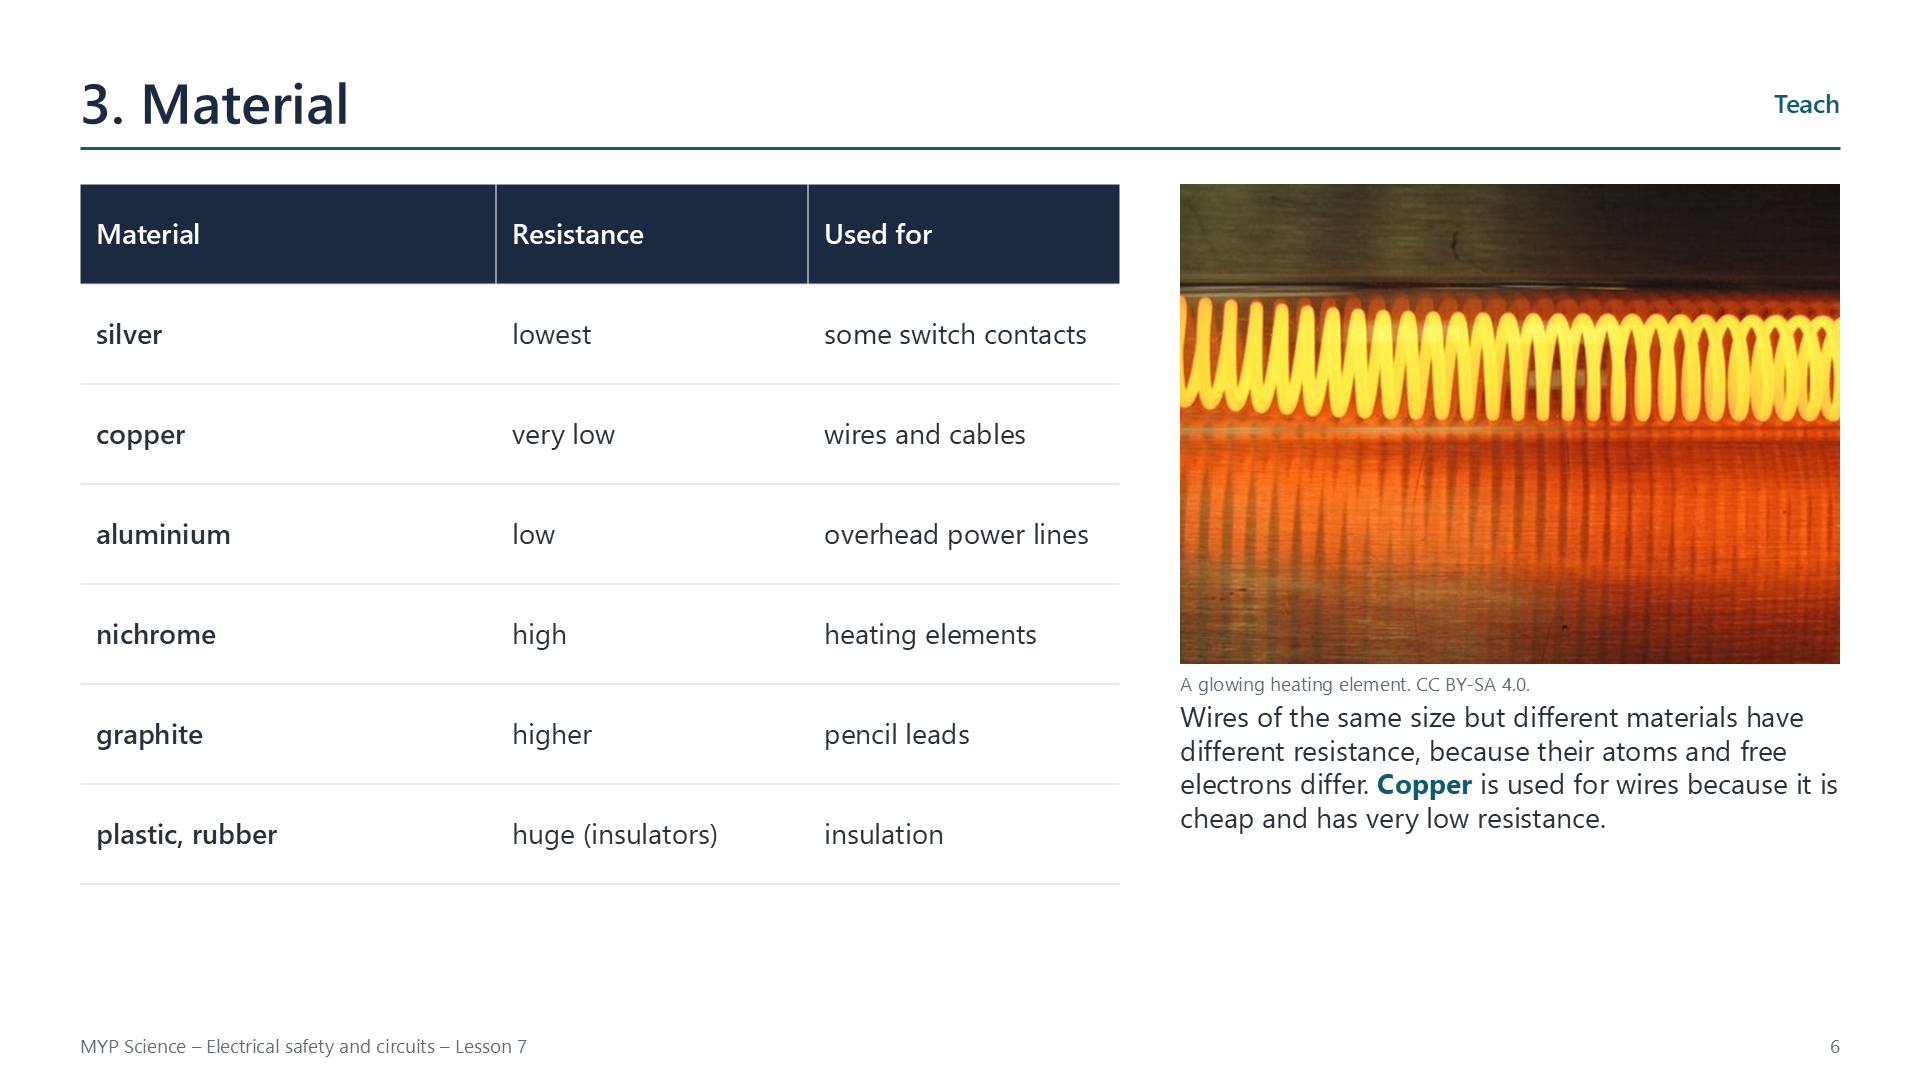 3. Material
Teach
Material Resistance Used for
silver lowest some switch contacts
copper very low wires and cables
aluminium low overhead power lines
nichrome high heating elements
graphite higher pencil leads
plastic, rubber huge (insulators) insulation
A glowing heating element. CC BY-SA 4.0.
Wires of the same size but different materials have
different resistance, because their atoms and free
electrons differ. Copper is used for wires because it is
cheap and has very low resistance.
MYP Science – Electrical safety and circuits – Lesson 7
6